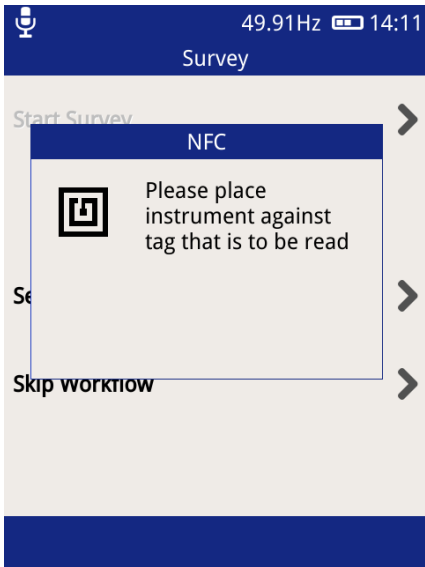 49.91Hz 14:11
Survey
Start Survey
NFC
Please place
instrument against
tag that is to be read
Skip Workflow